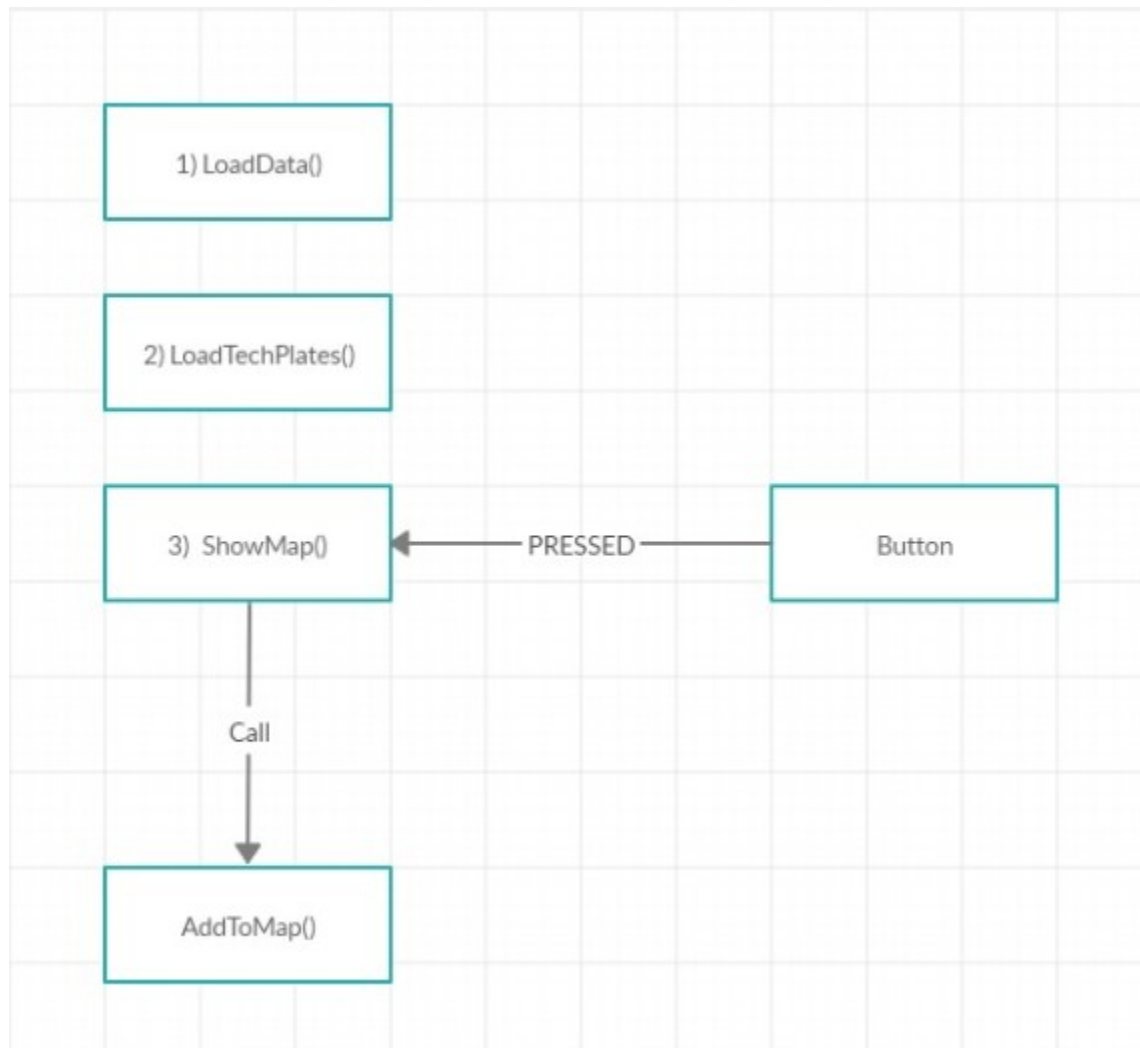 1) LoadData()
2) LoadTechPlates()
3) ShowMap()
PRESSED
Button
Call
AddToMap()